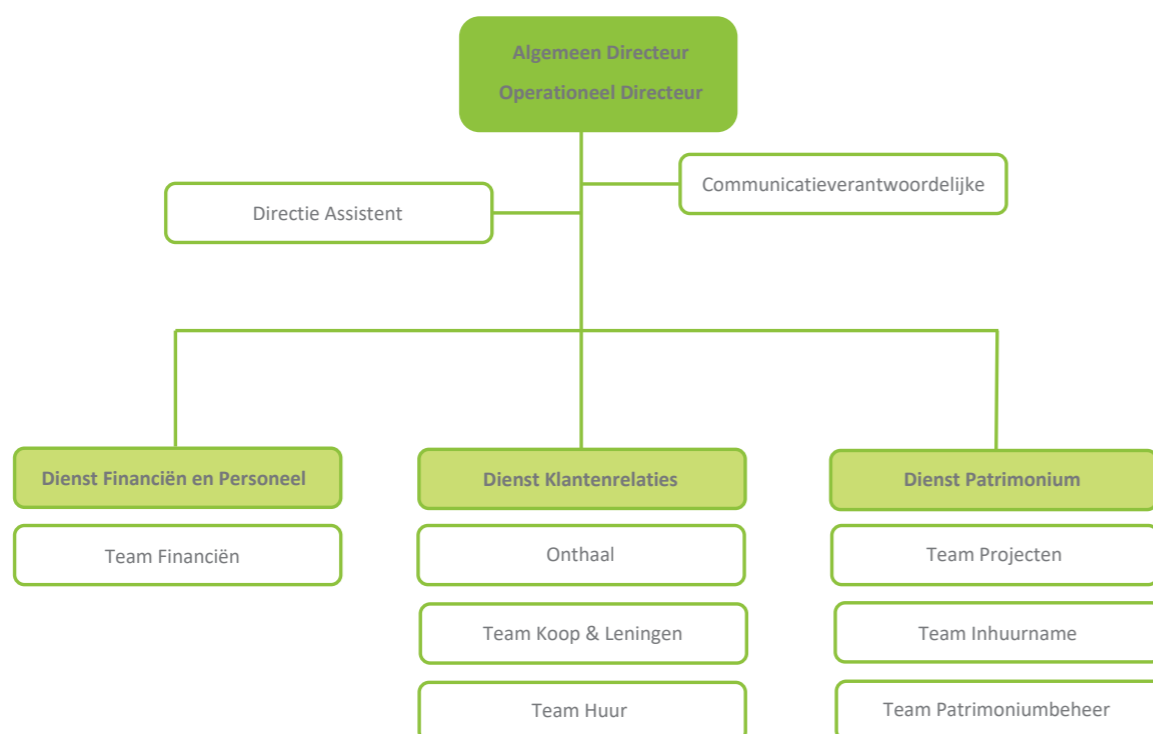 Algemeen Directeur
Operationeel Directeur
Communicatieverantwoordelijke
Directie Assistent
Dienst Financiën en Personeel
Dienst Klantenrelaties
Dienst Patrimonium
Team Financiën
Onthaal
Team Projecten
Team Koop & Leningen
Team Inhuurname
Team Huur
Team Patrimoniumbeheer